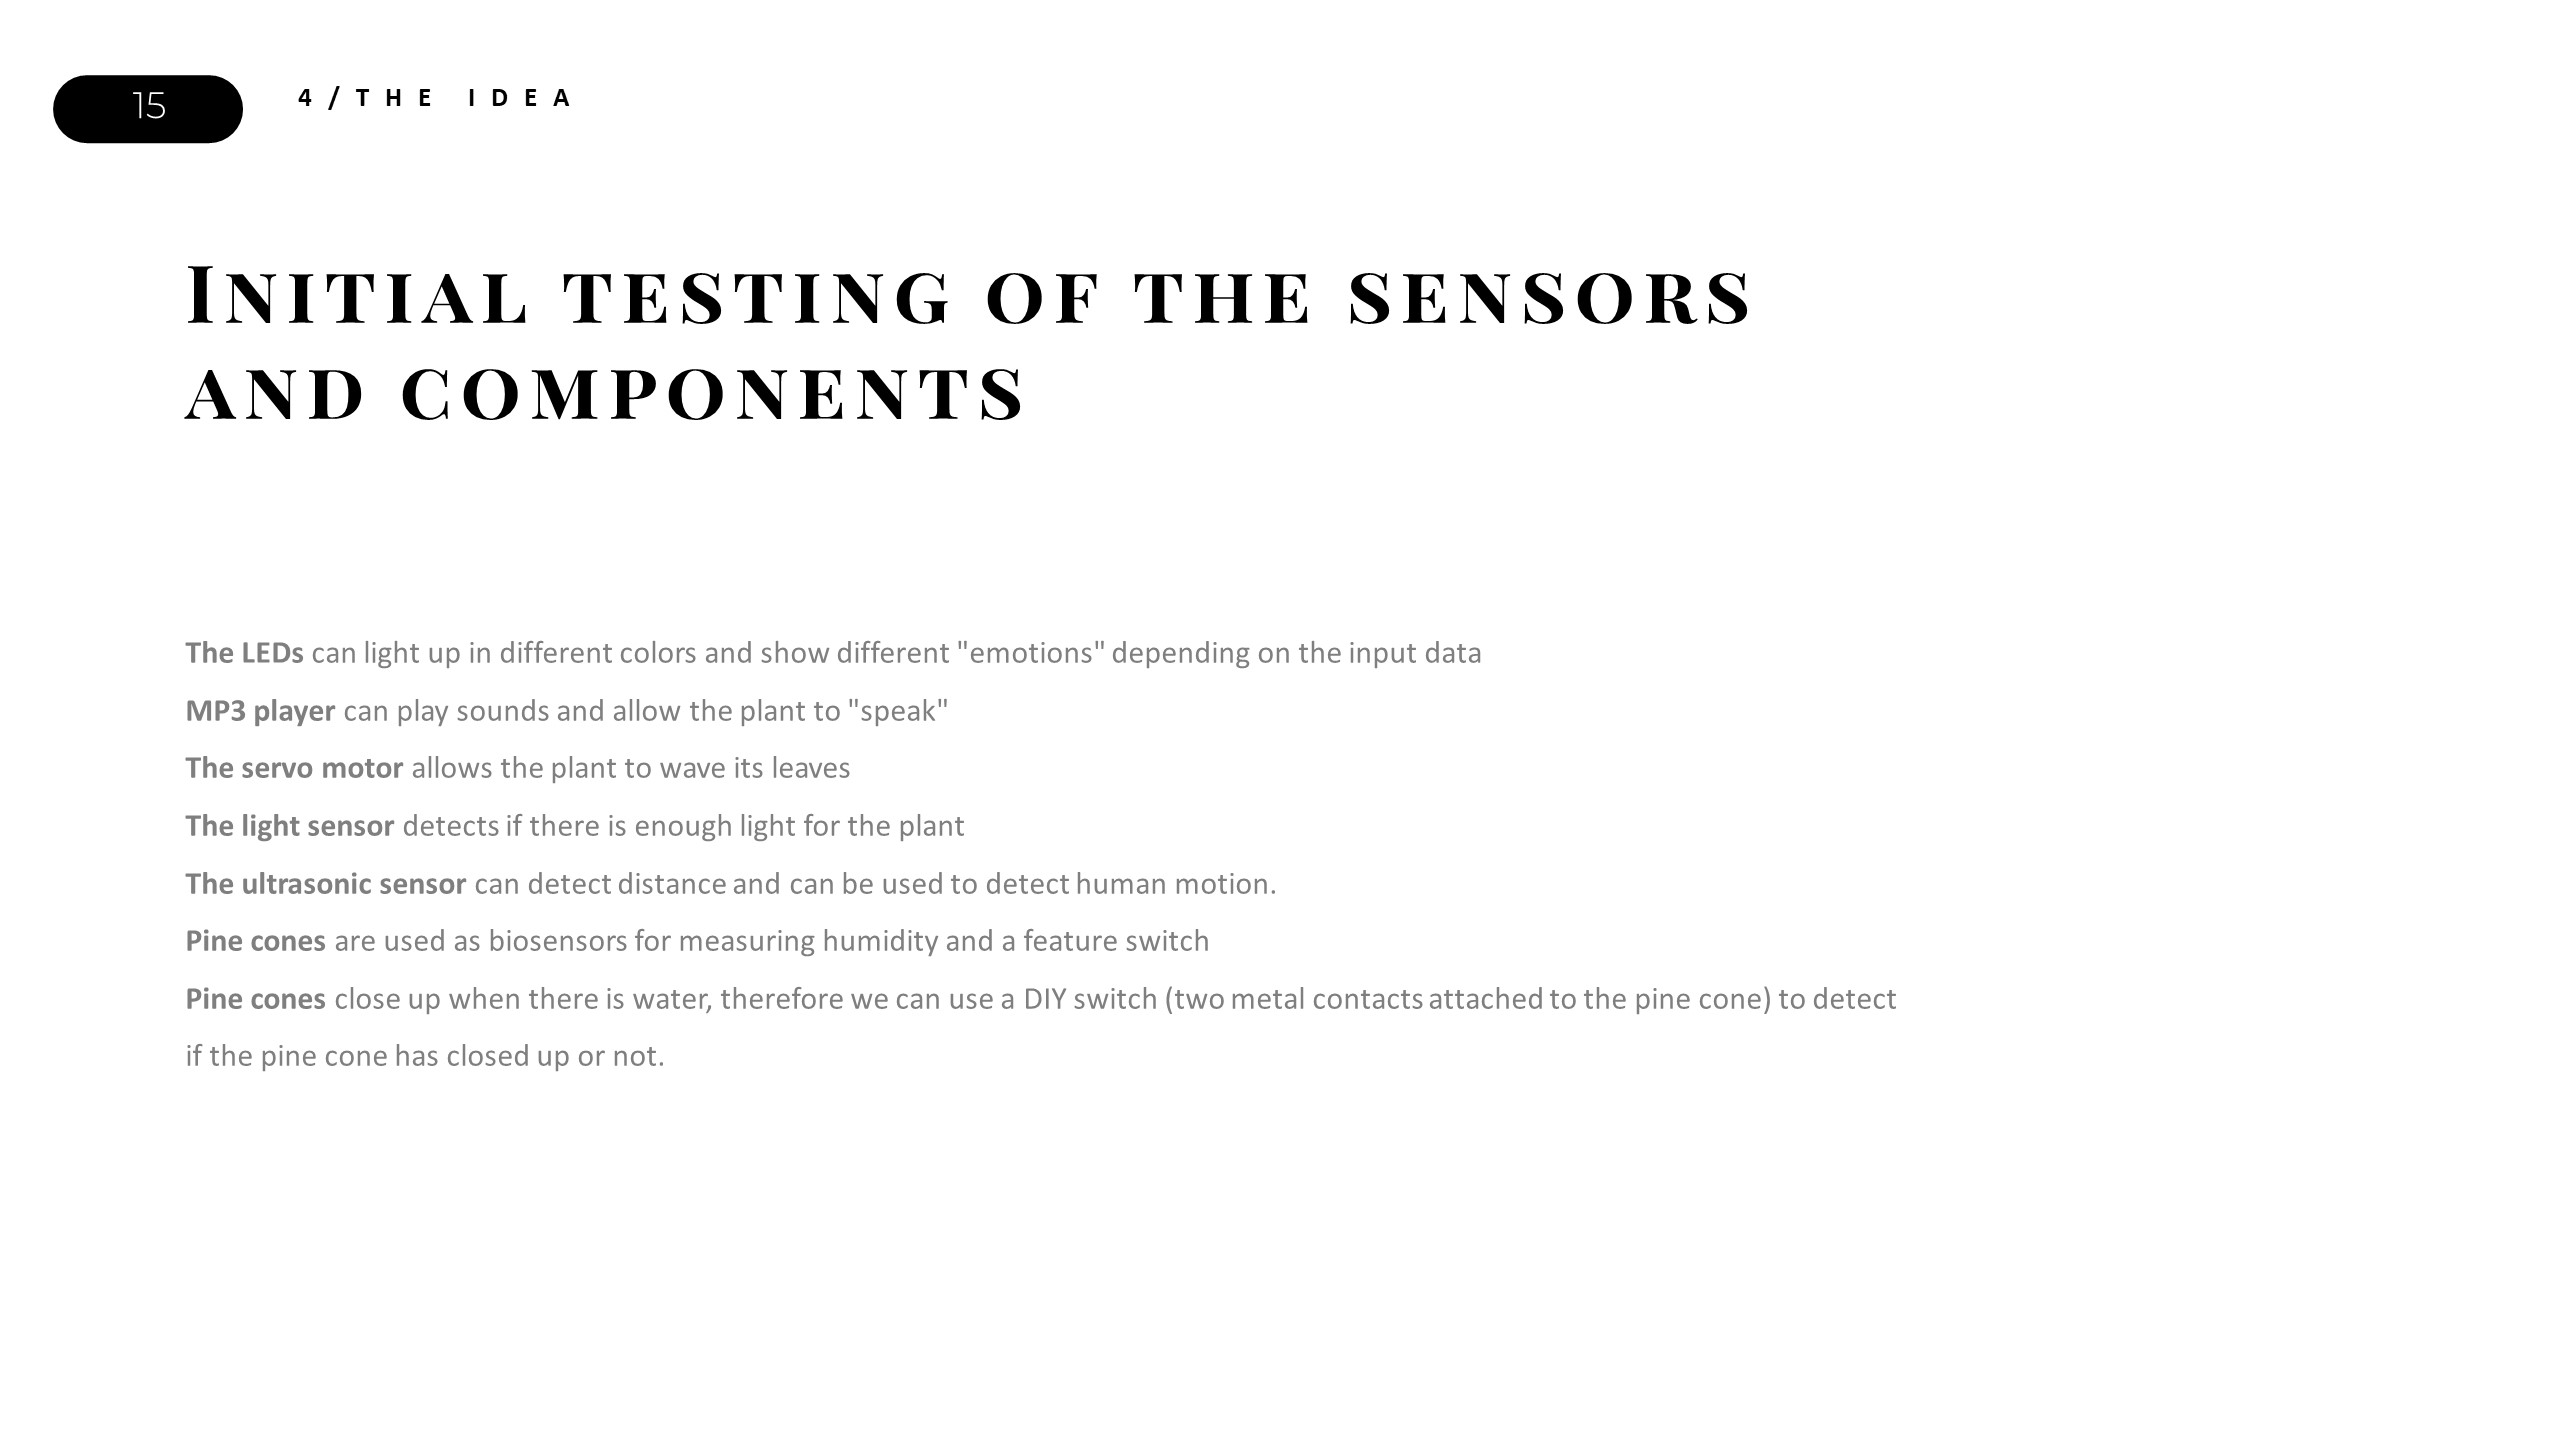 15
4/THE IDEA
Initial testing of the sensors
and components
The LEDs can light up in different colors and show different "emotions" depending on the input data
MP3 player can play sounds and allow the plant to "speak"
The servo motor allows the plant to wave its leaves
The light sensor detects if there is enough light for the plant
The ultrasonic sensor can detect distance and can be used to detect human motion.
Pine cones are used as biosensors for measuring humidity and a feature switch
Pine cones close up when there is water, therefore we can use a DIY switch (two metal contacts attached to the pine cone) to detect
if the pine cone has closed up or not.